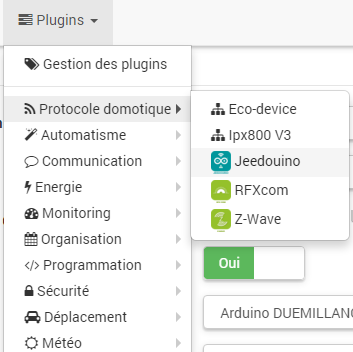 Plugins
Gestion des plugins
Protocole domotique
Automatisme
Communication
Energie
Monitoring
Organisation
</> Programmation
Sécurité
Déplacement
Météo
Eco-device
Ipx800 V3
Jeedouino
RFXcom
Z-Wave
Oui
Arduino DUEMILLAN